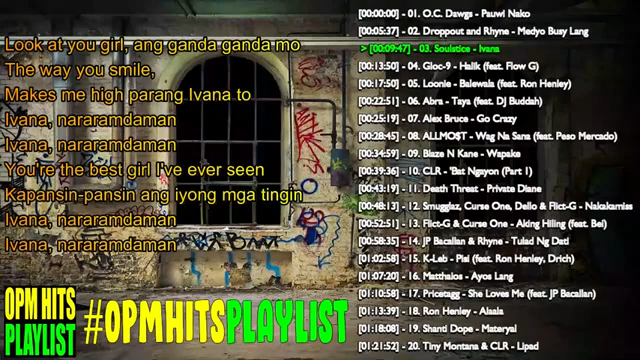 Look at you girl, ang ganda ganda mo
The way you smile,
Makes me high parang Ivana to
Ivana, nararamdaman
Ivana, nararamdaman
You're the best girl I've ever seen
Kapansin-pansin ang iyong mga tingin
Ivana, nararamdaman
Ivana, nararamdaman
OPM HITS
PLAYLIST
#OPMHITSPLAYLIST
[00:00:00] - 01. O.C. Dawgs - Pauwi Nako
[00:05:37] - 02. Droppout and Rhyne - Medyo Busy Lang
> [00:09:47] - 03. Soulstice - Ivana
[00:13:50] - 04. Gloc-9 - Halik (feat. Flow G)
[00:17:50] - 05. Loonie - Balewala (feat. Ron Henley)
[00:22:51] - 06. Abra - Taya (feat. DJ Buddah)
[00:25:19] - 07. Alex Bruce - Go Crazy
[00:28:45] - 08. ALLMO$T - Wag Na Sana (feat. Peso Mercado)
[00:34:59] - 09. Blaze N Kane - Wapake
[00:39:36] - 10. CLR - 'Bat Ngayon (Part 1)
[00:43:19] - 11. Death Threat - Private Diane
[00:48:13] - 12. Smugglaz, Curse One, Dello & Flict-G - Nakakamiss
[00:52:51] - 13. Flict-G & Curse One - Aking Hiling (feat. Bei)
[00:58:35] - 14. JP Bacallan & Rhyne - Tulad Ng Dati
[01:02:58] - 15. K-Leb - Pisi (feat. Ron Henley, Drich)
[01:07:20] - 16. Matthaios - Ayos Lang
[01:10:58] - 17. Pricetagg - She Loves Me (feat. JP Bacallan)
[01:13:39] - 18. Ron Henley - Alaala
[01:18:08] - 19. Shanti Dope - Materyal
[01:21:52] - 20. Tiny Montana & CLR - Lipad